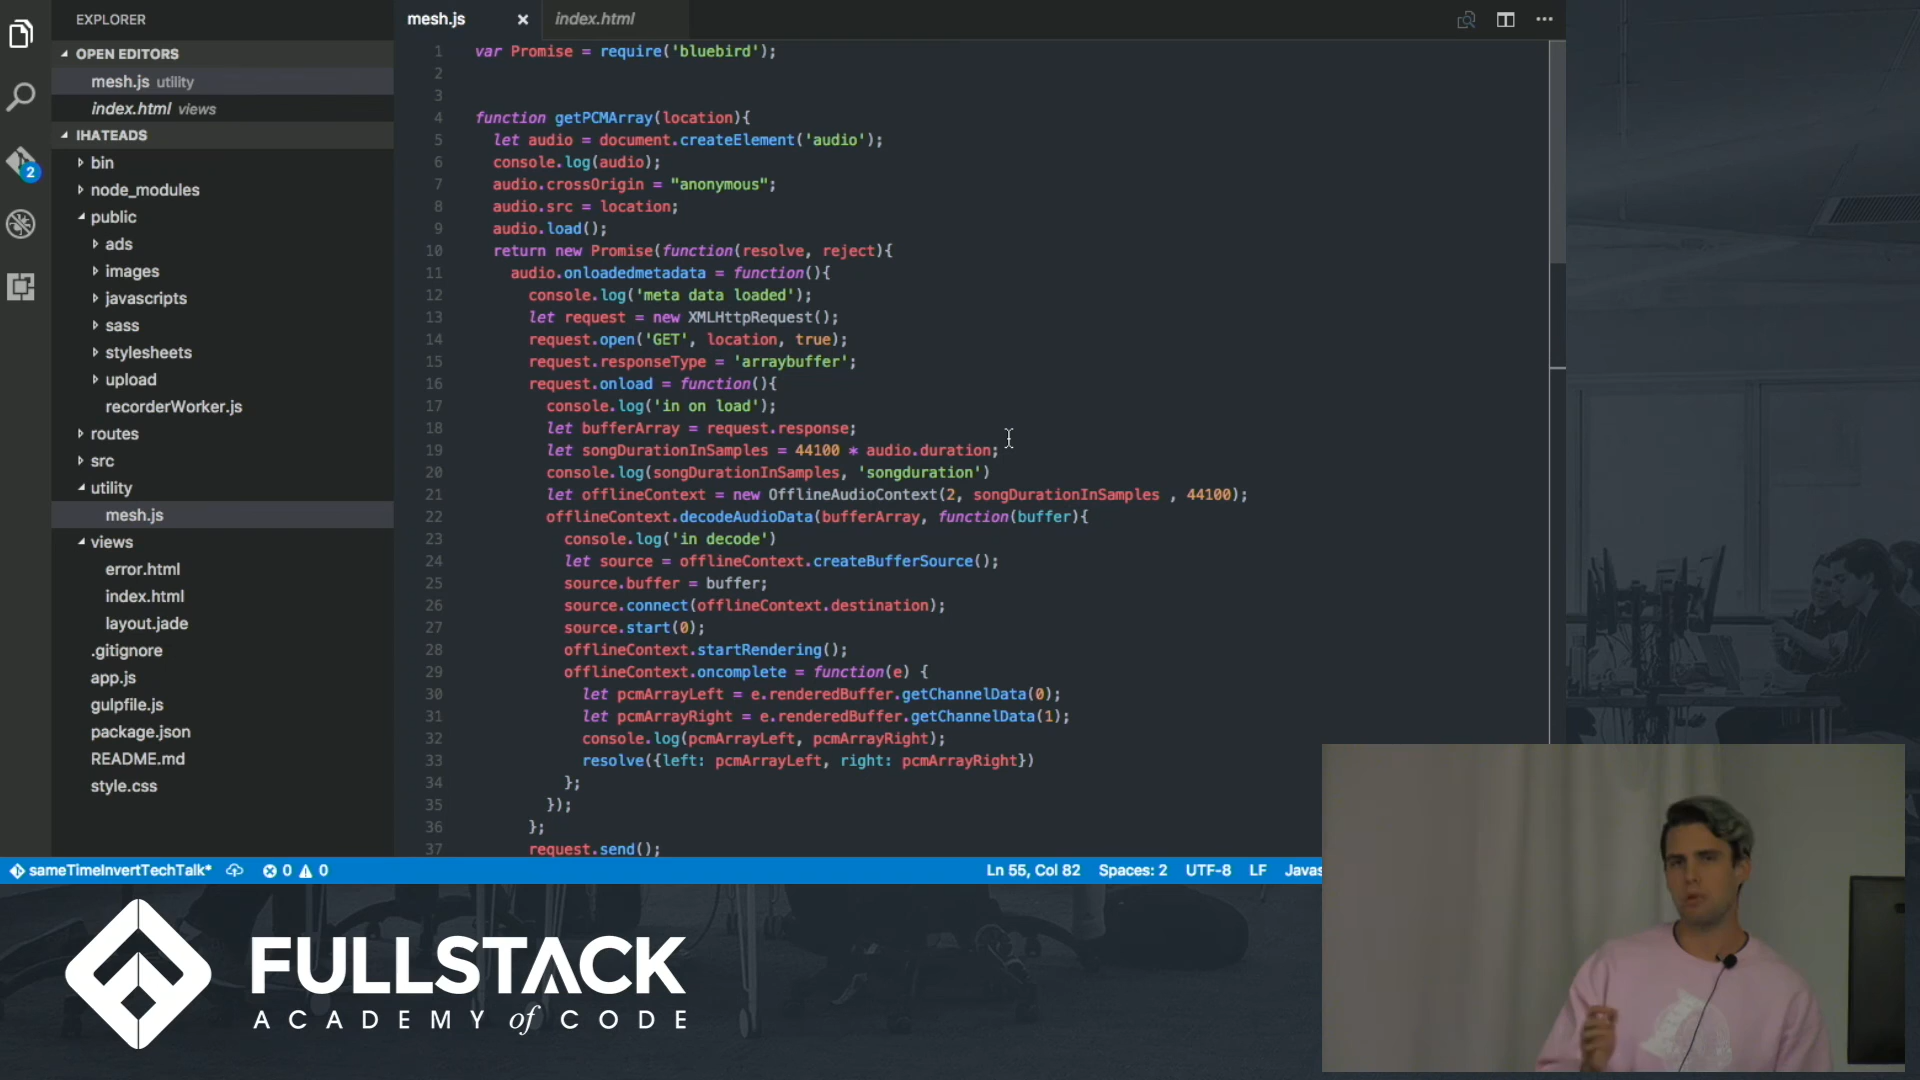 EXPLORER
OPEN EDITORS
mesh.js utility
index.html views
IHATEADS
bin
node_modules
public
ads
images
javascripts
sass
stylesheets
upload
recorderWorker.js
routes
src
utility
mesh.js
views
error.html
index.html
layout.jade
.gitignore
app.js
gulpfile.js
package.json
README.md
style.css
2
mesh.js
index.html
1 var Promise = require('bluebird');
2
3
4 function getPCMArray(location){
5 let audio = document.createElement('audio');
6 console.log(audio);
7 audio.crossOrigin = "anonymous";
8 audio.src = location;
9 audio.load();
10 return new Promise(function(resolve, reject){
11 audio.onloadedmetadata = function(){
12 console.log('meta data loaded');
13 let request = new XMLHttpRequest();
14 request.open('GET', location, true);
15 request.responseType = 'arraybuffer';
16 request.onload = function(){
17 console.log('in on load');
18 let bufferArray = request.response;
19 let songDurationInSamples = 44100 * audio.duration;
20 console.log(songDurationInSamples, 'songduration')
21 let offlineContext = new OfflineAudioContext(2, songDurationInSamples , 44100);
22 offlineContext.decodeAudioData(bufferArray, function(buffer){
23 console.log('in decode')
24 let source = offlineContext.createBufferSource();
25 source.buffer = buffer;
26 source.connect(offlineContext.destination);
27 source.start(0);
28 offlineContext.startRendering();
29 offlineContext.oncomplete = function(e) {
30 let pcmArrayLeft = e.renderedBuffer.getChannelData(0);
31 let pcmArrayRight = e.renderedBuffer.getChannelData(1);
32 console.log(pcmArrayLeft, pcmArrayRight);
33 resolve({left: pcmArrayLeft, right: pcmArrayRight})
34 };
35 });
36 };
37 request.send();
sameTimeInvertTechTalk* 0 0 Ln 55, Col 82 Spaces: 2 UTF-8 LF Javas
FULLSTACK
ACADEMY of CODE